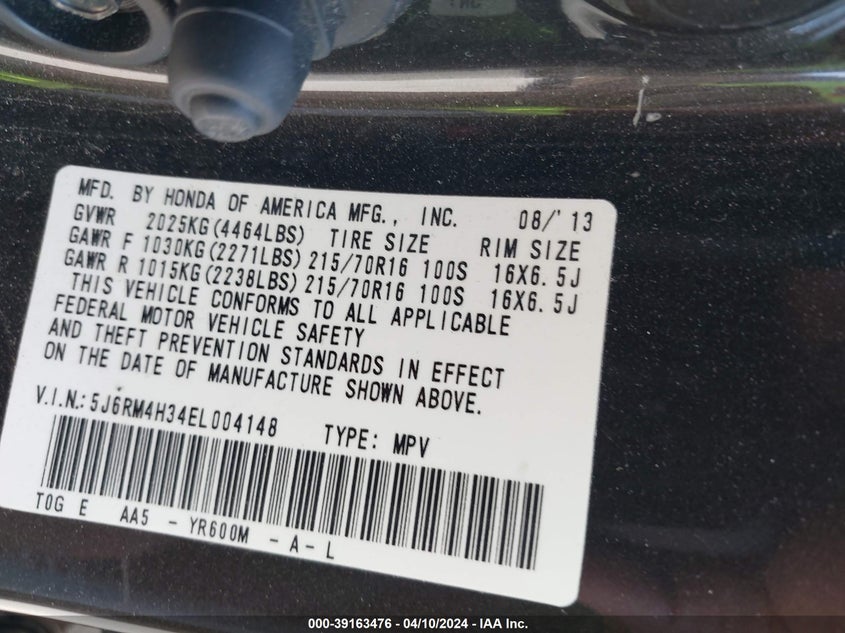 MFD. BY HONDA OF AMERICA MFG., INC. 08/'13
GVWR 2025KG(4464LBS) TIRE SIZE RIM SIZE
GAWR F 1030KG(2271LBS) 215/70R16 100S 16X6.5J
GAWR R 1015KG(2238LBS) 215/70R16 100S 16X6.5J
THIS VEHICLE CONFORMS TO ALL APPLICABLE
FEDERAL MOTOR VEHICLE SAFETY
AND THEFT PREVENTION STANDARDS IN EFFECT
ON THE DATE OF MANUFACTURE SHOWN ABOVE.
V.I.N.: 5J6RM4H34EL004148 TYPE: MPV
T0G E AA5 - YR600M - A - L
000-39163476 - 04/10/2024 - IAA Inc.